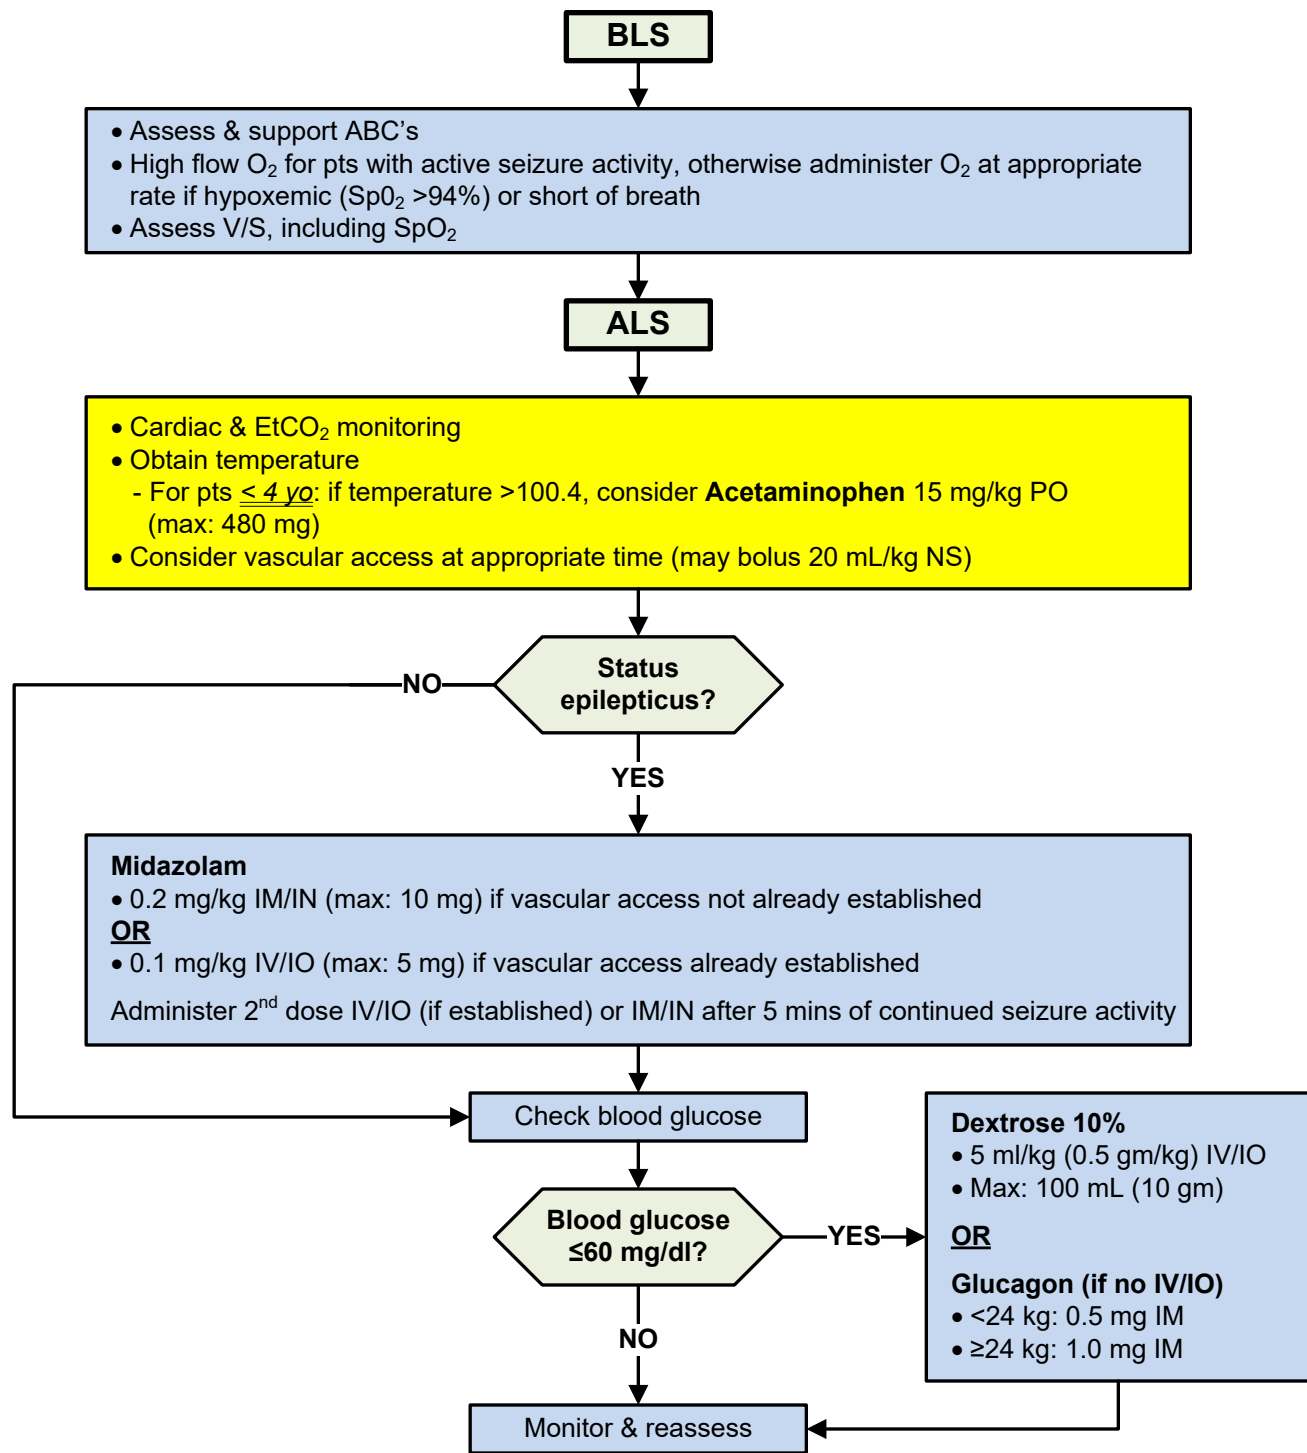 BLS
• Assess & support ABC's
• High flow O₂ for pts with active seizure activity, otherwise administer O₂ at appropriate
rate if hypoxemic (Sp0₂ >94%) or short of breath
• Assess V/S, including SpO₂
ALS
• Cardiac & EtCO₂ monitoring
• Obtain temperature
- For pts < 4 yo: if temperature >100.4, consider Acetaminophen 15 mg/kg PO
(max: 480 mg)
• Consider vascular access at appropriate time (may bolus 20 mL/kg NS)
Status
epilepticus?
NO
YES
Midazolam
• 0.2 mg/kg IM/IN (max: 10 mg) if vascular access not already established
OR
• 0.1 mg/kg IV/IO (max: 5 mg) if vascular access already established
Administer 2nd dose IV/IO (if established) or IM/IN after 5 mins of continued seizure activity
Check blood glucose
Blood glucose
≤60 mg/dl?
YES
Dextrose 10%
• 5 ml/kg (0.5 gm/kg) IV/IO
• Max: 100 mL (10 gm)
OR
Glucagon (if no IV/IO)
• <24 kg: 0.5 mg IM
• ≥24 kg: 1.0 mg IM
NO
Monitor & reassess